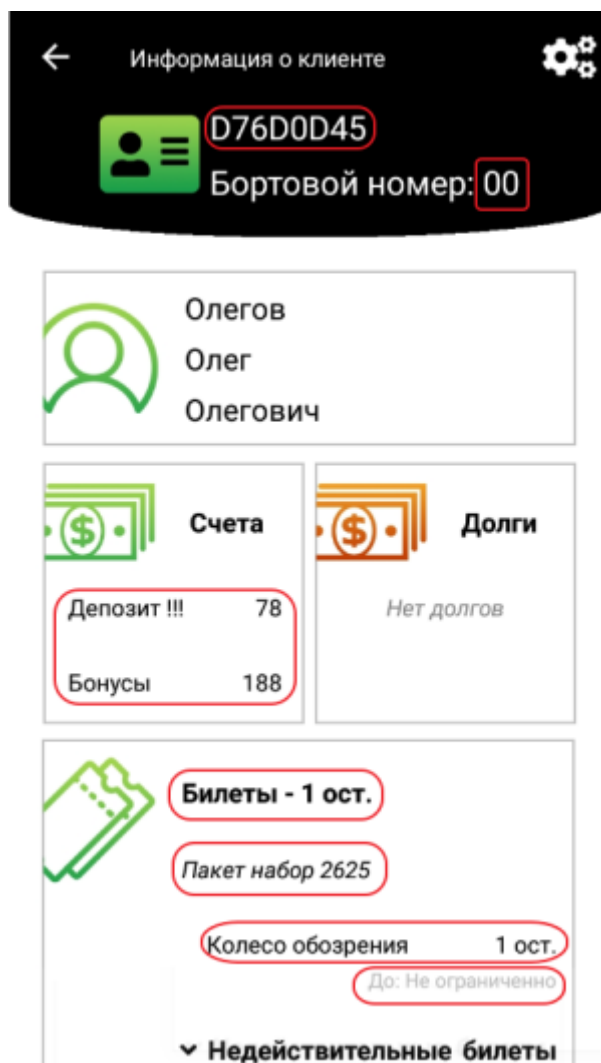 Информация о клиенте
D76D0D45
Бортовой номер: 00
Олегов
Олег
Олегович
Счета
Депозит !!! 78
Бонусы 188
Долги
Нет долгов
Билеты - 1 ост.
Пакет набор 2625
Колесо обозрения 1 ост.
До: Не ограниченно
Недействительные билеты